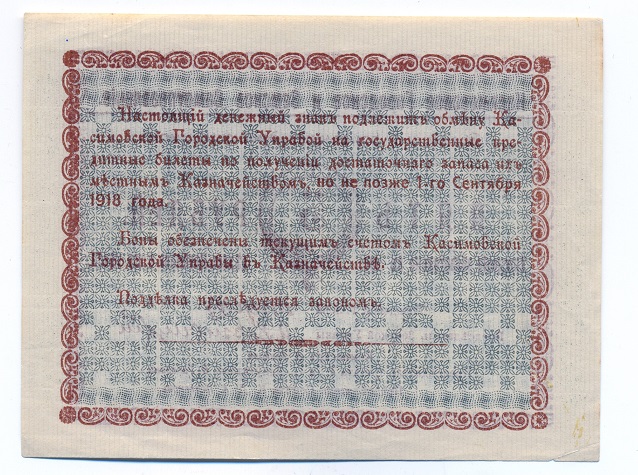 Настоящій денежный знакъ подлежитъ обмѣну Ка-
симовской Городской Управой на государственные кре-
дитные билеты по полученіи достаточнаго запаса ихъ
мѣстнымъ Казначействомъ, но не позже 1-го Сентября
1918 года.
Боны обезпечены текущимъ счетомъ Касимовской
Городской Управы въ Казначействѣ.
Поддѣлка преслѣдуется закономъ.